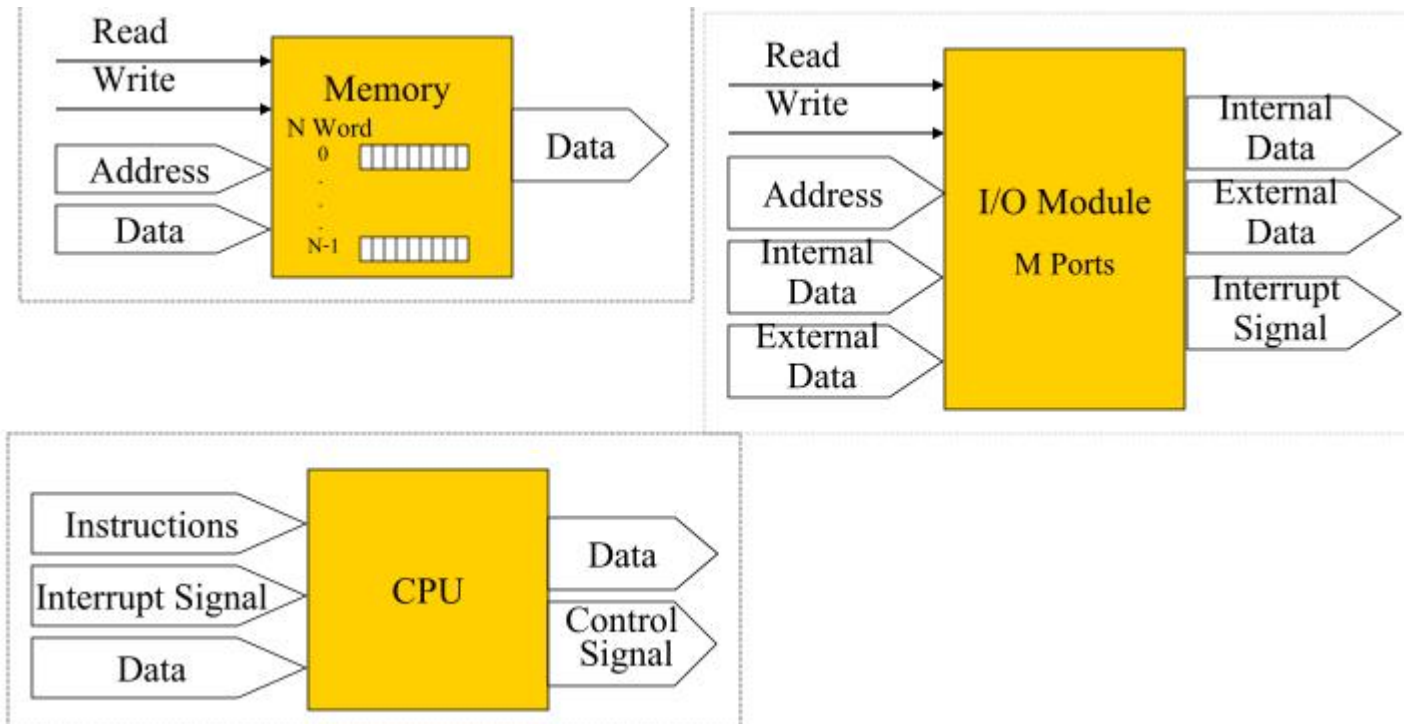 Read
Write
Address
Data
Memory
N Word
0
.
.
.
.
N-1
Data
Read
Write
Address
Internal
Data
External
Data
I/O Module
M Ports
Internal
Data
External
Data
Interrupt
Signal
Instructions
Interrupt Signal
Data
CPU
Data
Control
Signal